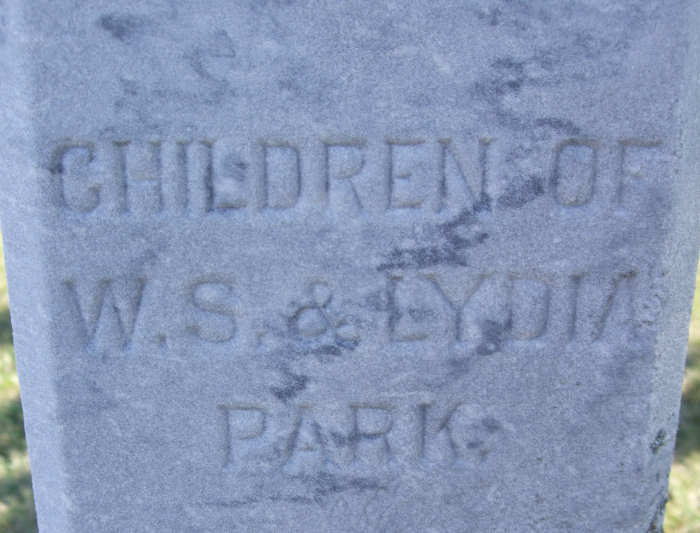 CHILDREN OF
W. S. & LYDIA
PARK.